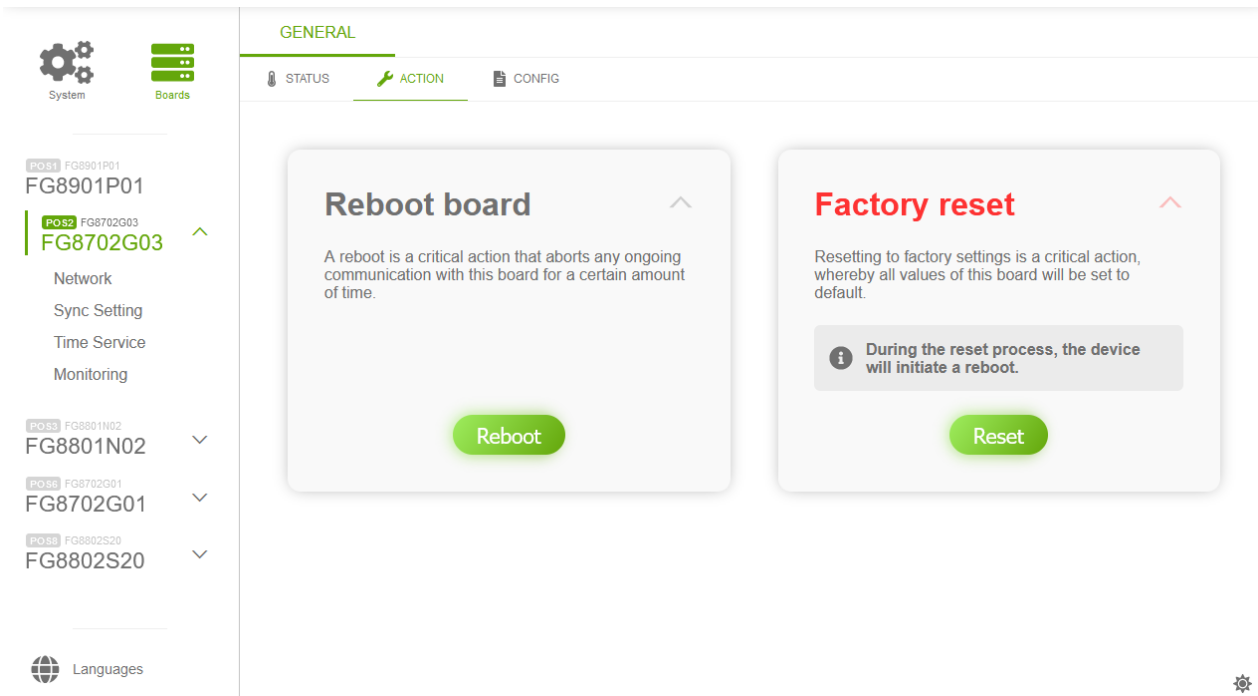 System
Boards
POS1 FG8901P01
FG8901P01
POS2 FG8702G03
FG8702G03
Network
Sync Setting
Time Service
Monitoring
POS3 FG8801N02
FG8801N02
POS6 FG8702G01
FG8702G01
POS8 FG8802S20
FG8802S20
Languages
GENERAL
STATUS
ACTION
CONFIG
Reboot board
A reboot is a critical action that aborts any ongoing
communication with this board for a certain amount
of time.
Reboot
Factory reset
Resetting to factory settings is a critical action,
whereby all values of this board will be set to
default.
During the reset process, the device
will initiate a reboot.
Reset